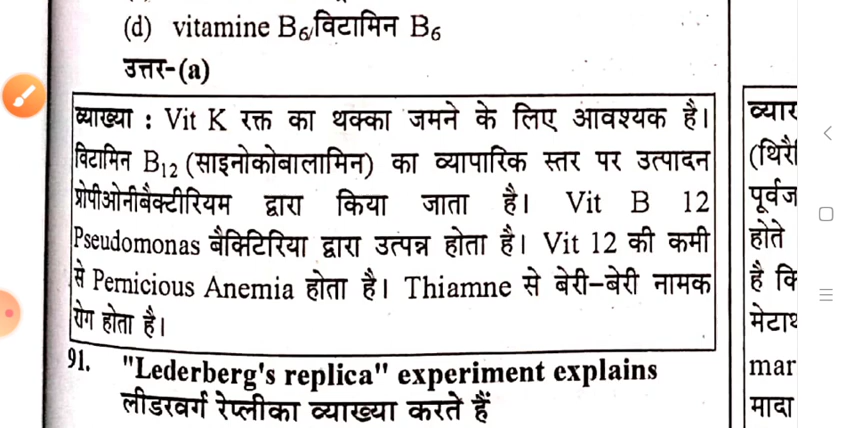 (d) vitamine B6/विटामिन B6
उत्तर-(a)
व्याख्या : Vit K रक्त का थक्का जमने के लिए आवश्यक है।
विटामिन B12 (साइनोकोबालामिन) का व्यापारिक स्तर पर उत्पादन
प्रोपीओनीबैक्टीरियम द्वारा किया जाता है। Vit B 12
Pseudomonas बैक्टिटिरिया द्वारा उत्पन्न होता है। Vit 12 की कमी
से Pernicious Anemia होता है। Thiamne से बेरी-बेरी नामक
रोग होता है।
91. "Lederberg's replica" experiment explains
लीडरवर्ग रेप्लीका व्याख्या करते हैं
(थिरै
पूर्वज
होते
mar
मादा